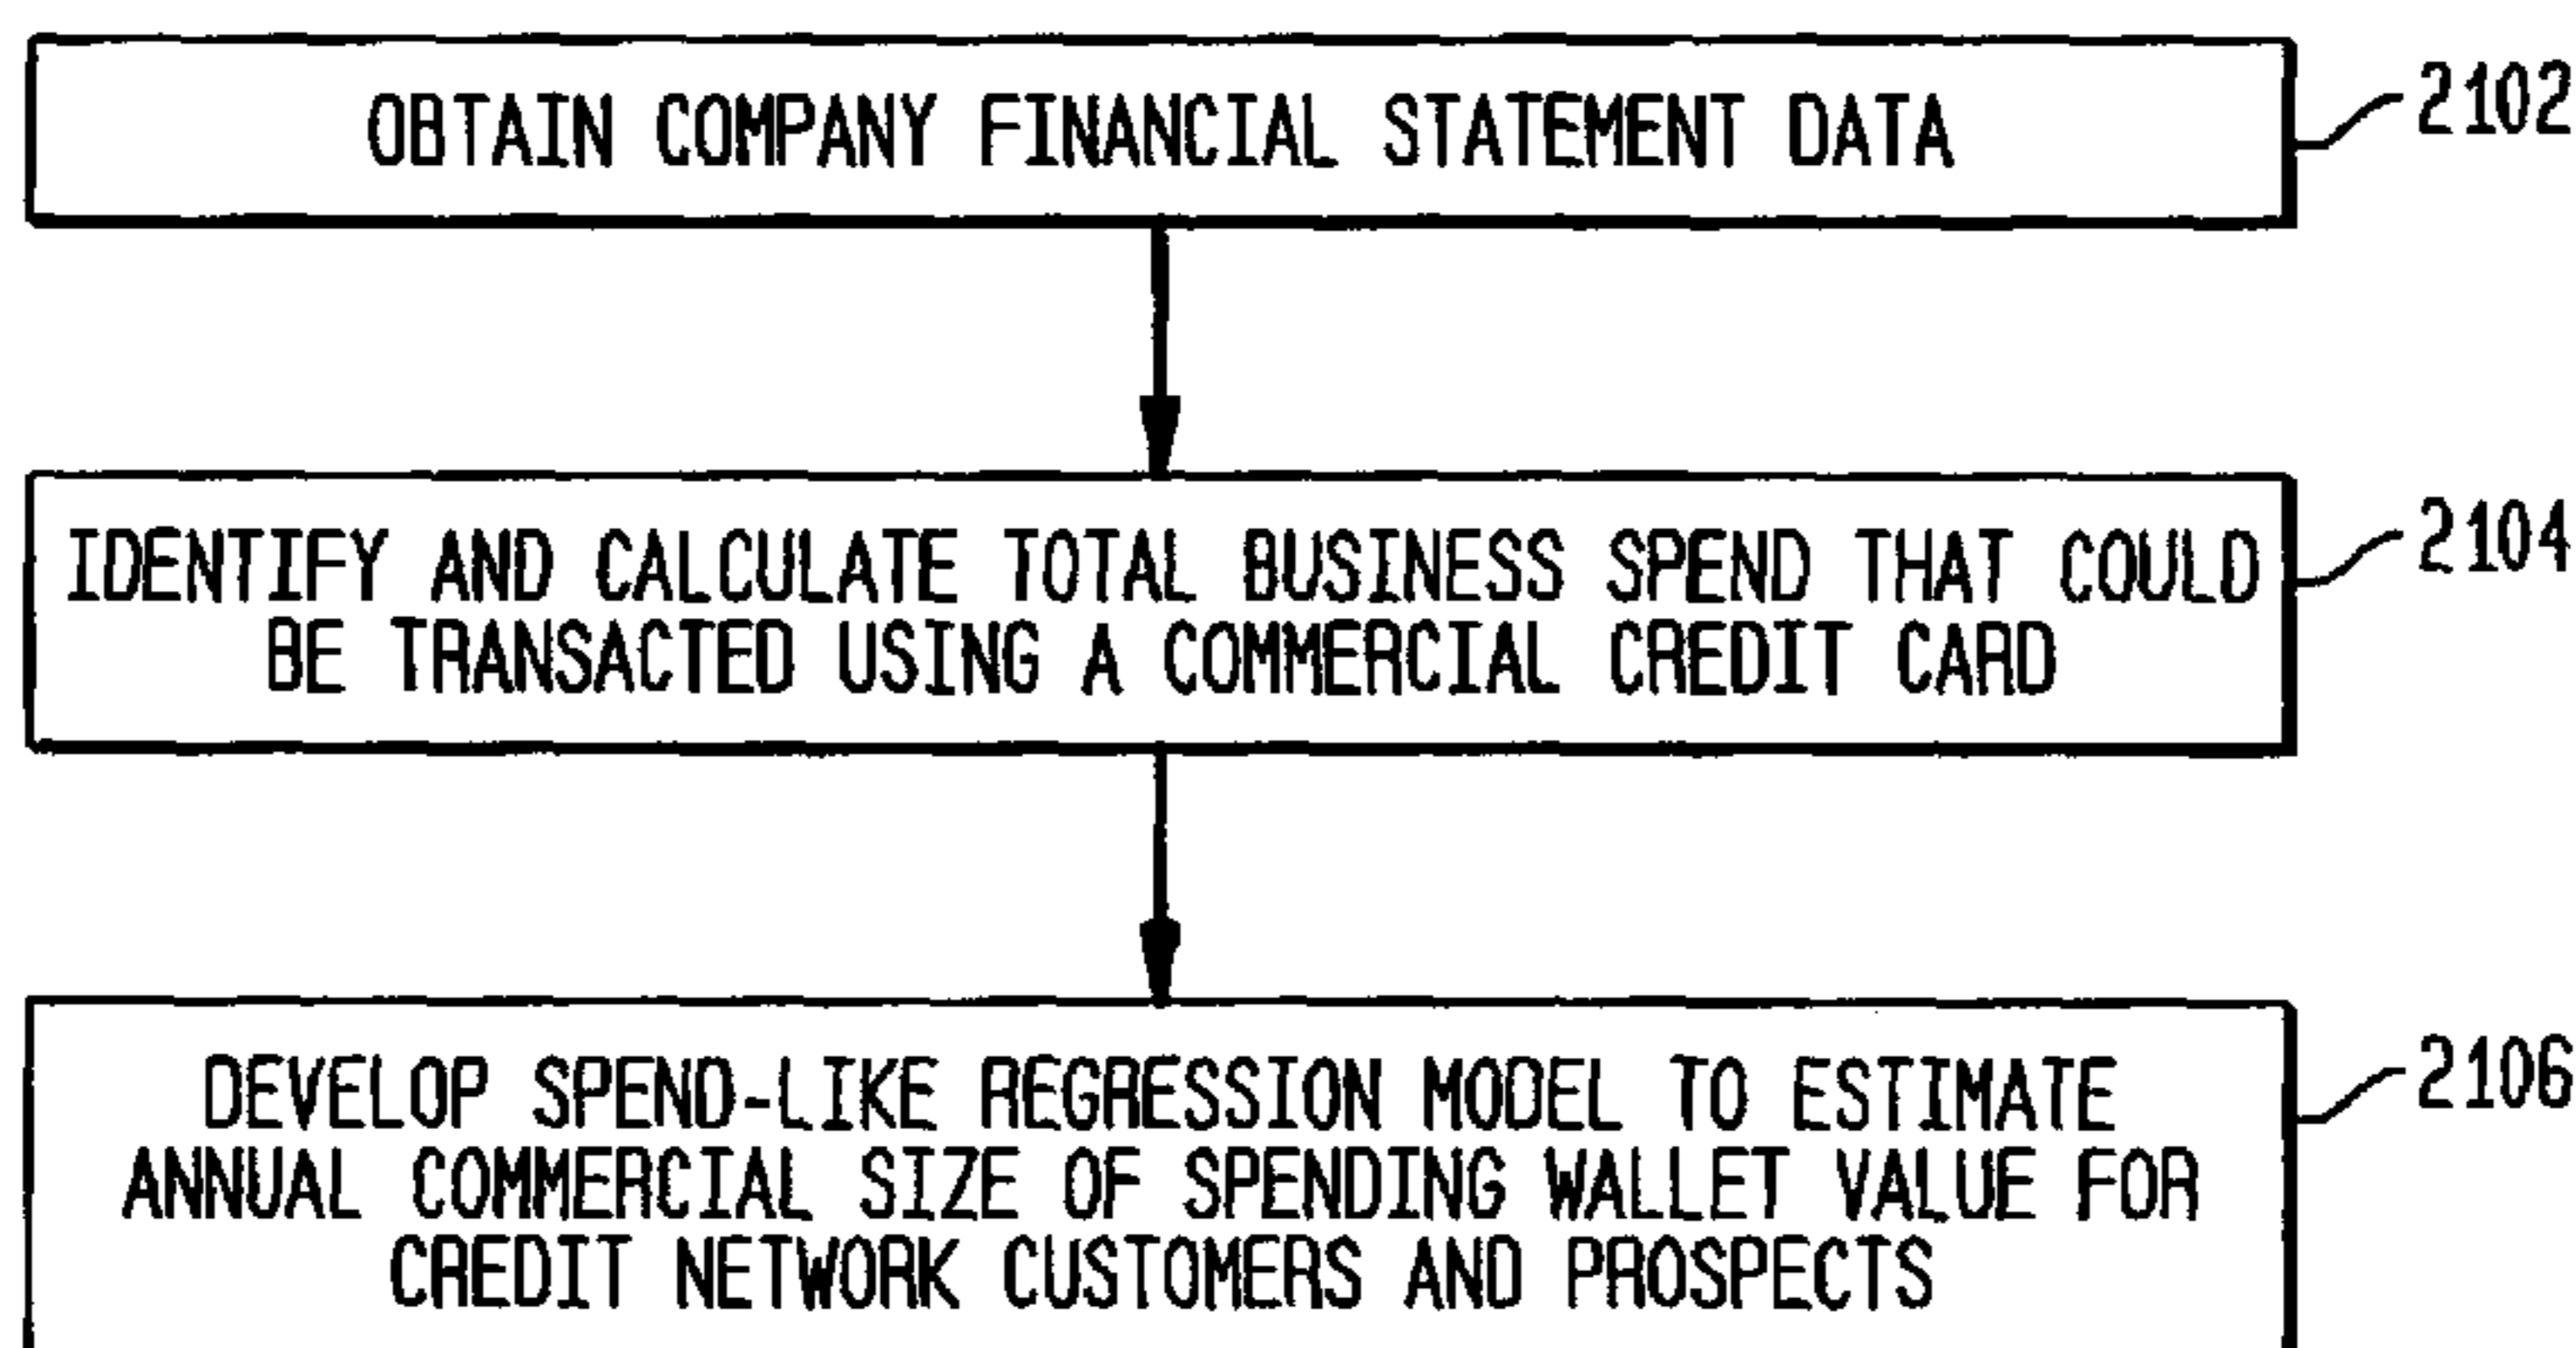 OBTAIN COMPANY FINANCIAL STATEMENT DATA
2102
IDENTIFY AND CALCULATE TOTAL BUSINESS SPEND THAT COULD
BE TRANSACTED USING A COMMERCIAL CREDIT CARD
2104
DEVELOP SPEND-LIKE REGRESSION MODEL TO ESTIMATE
ANNUAL COMMERCIAL SIZE OF SPENDING WALLET VALUE FOR
CREDIT NETWORK CUSTOMERS AND PROSPECTS
2106